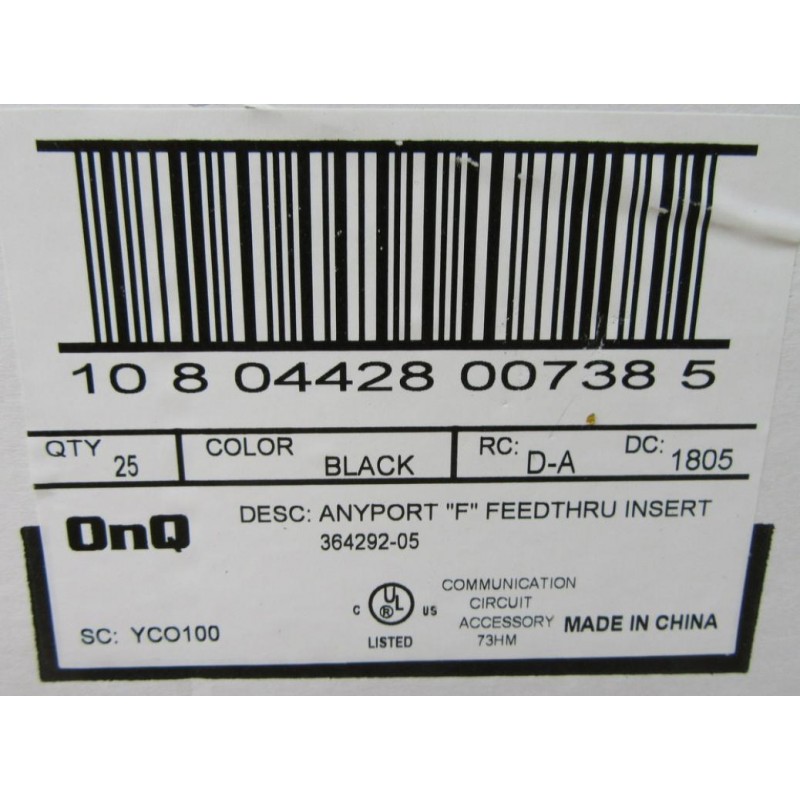 10 8 04428 00738 5
QTY 25 COLOR BLACK RC: D-A DC: 1805
OnQ DESC: ANYPORT "F" FEEDTHRU INSERT
364292-05
SC: YCO100
C UL ® US
LISTED
COMMUNICATION
CIRCUIT
ACCESSORY
73HM
MADE IN CHINA